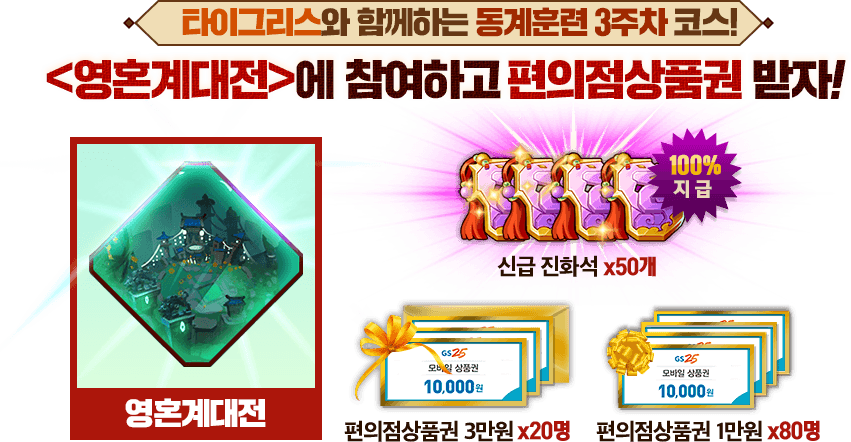 타이그리스와 함께하는 동계훈련 3주차 코스!
<영혼계대전>에 참여하고 편의점상품권 받자!
100%
지급
신급 진화석 x50개
영혼계대전
GS25
모바일 상품권
10,000원
편의점상품권 3만원 x20명
GS25
모바일 상품권
10,000원
편의점상품권 1만원 x80명